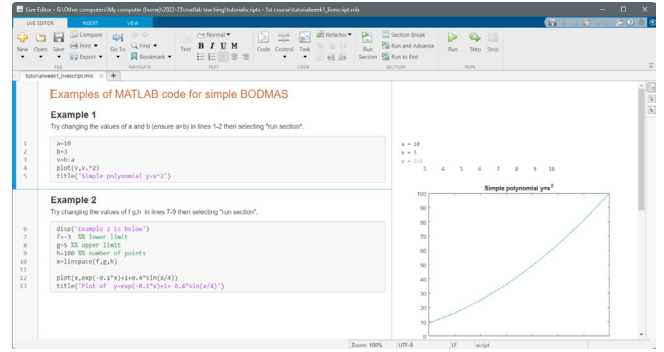 Live Editor - G:\Other computers\My computer (home)\2022-23\matlab teaching\tutorials
LIVE EDITOR INSERT VIEW
New Open Save Compare Print Export
Go To Find Bookmark
Text Normal B I U M
Code Control Task Refactor
Run Section Section Break Run and Advance Run to End
Run Step Stop
FILE NAVIGATE TEXT CODE SECTION RUN
tutorialweek1_livescript.mlx
Examples of MATLAB code for simple BODMAS
Example 1
Try changing the values of a and b (ensure a>b) in lines 1-2 then selecting "run section".
1 a=10
2 b=3
3 v=b:a
4 plot(v,v.^2)
5 title('Simple polynomial y=x^2')
Example 2
Try changing the values of f g,h in lines 7-9 then selecting "run section".
6 disp('Example 2 is below')
7 f=-3 %% lower limit
8 g=5 %% upper limit
9 h=100 %% number of points
10 x=linspace(f,g,h)
11
12 plot(x,exp(-0.1*x)+1+0.4*sin(x/4))
13 title('Plot of y=exp(-0.1*x)+1+ 0.4*sin(x/4)')
a = 10
b = 3
v = 1×8
3 4 5 6 7 8 9 10
Simple polynomial y=x2
100
90
80
70
60
50
40
30
20
10
0
Zoom: 100% UTF-8 LF script